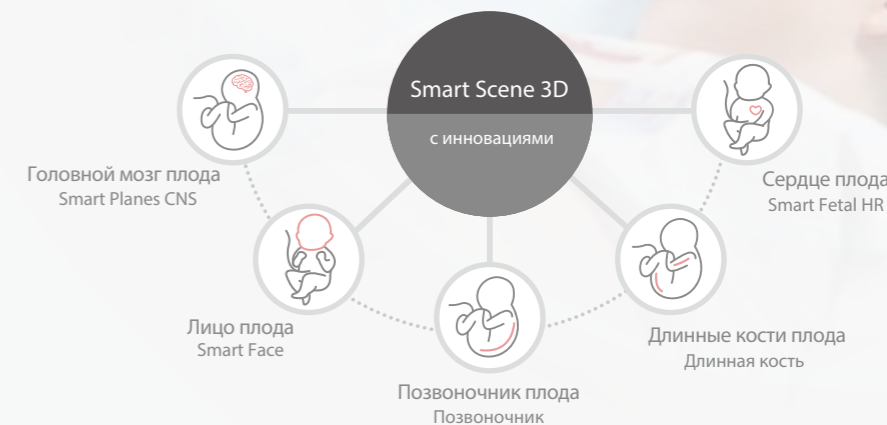 Smart Scene 3D
с инновациями
Головной мозг плода
Smart Planes CNS
Сердце плода
Smart Fetal HR
Лицо плода
Smart Face
Длинные кости плода
Длинная кость
Позвоночник плода
Позвоночник